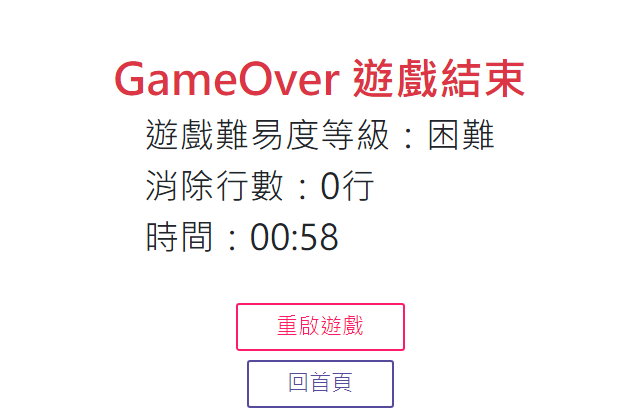 GameOver 遊戲結束
遊戲難易度等級：困難
消除行數：0行
時間：00:58
重啟遊戲
回首頁